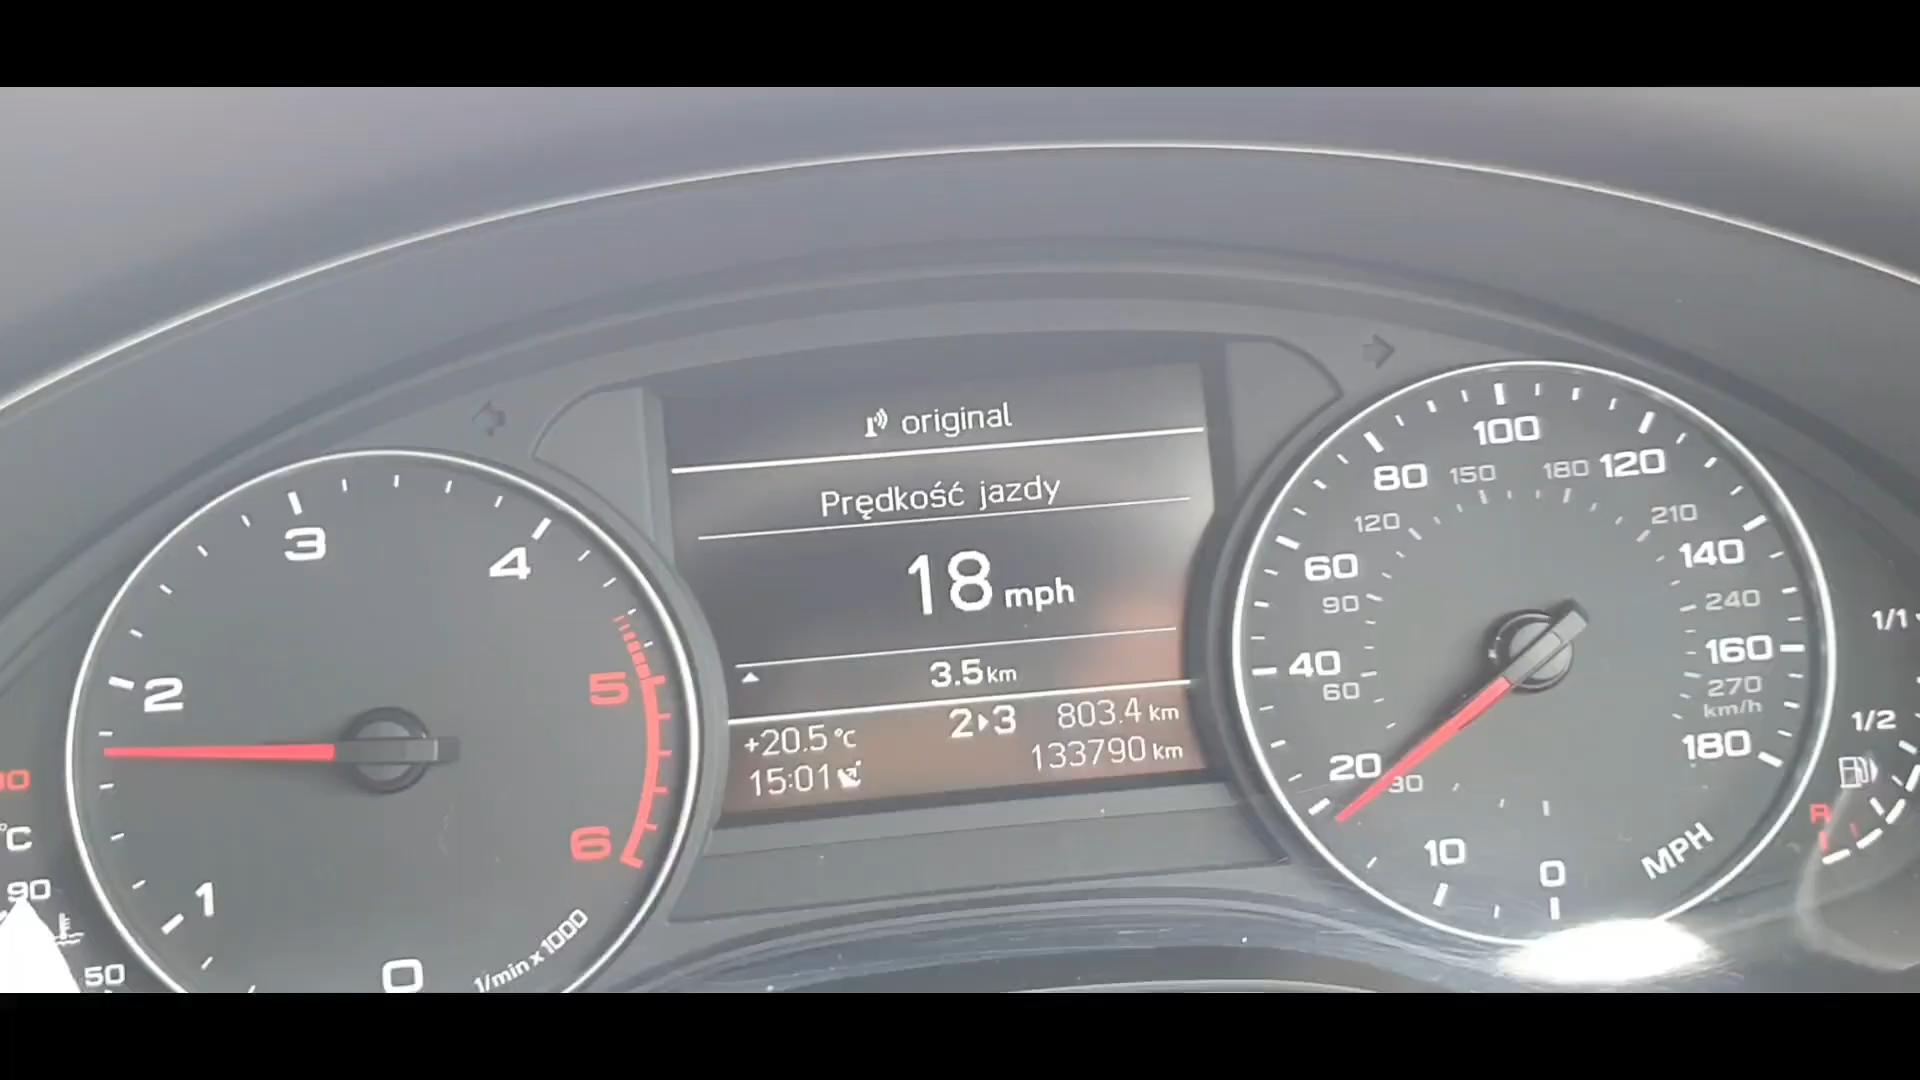 original
Prędkość jazdy
18 mph
3.5 km
+20.5 °C 2▸3 803.4 km
15:01 133790 km
0 1 2 3 4 5 6
1/min x 1000
0 10 20 40 60 80 100 120 140 160 180
MPH
30 60 90 120 150 180 210 240 270
km/h
°C
90
50
1/1
1/2
R